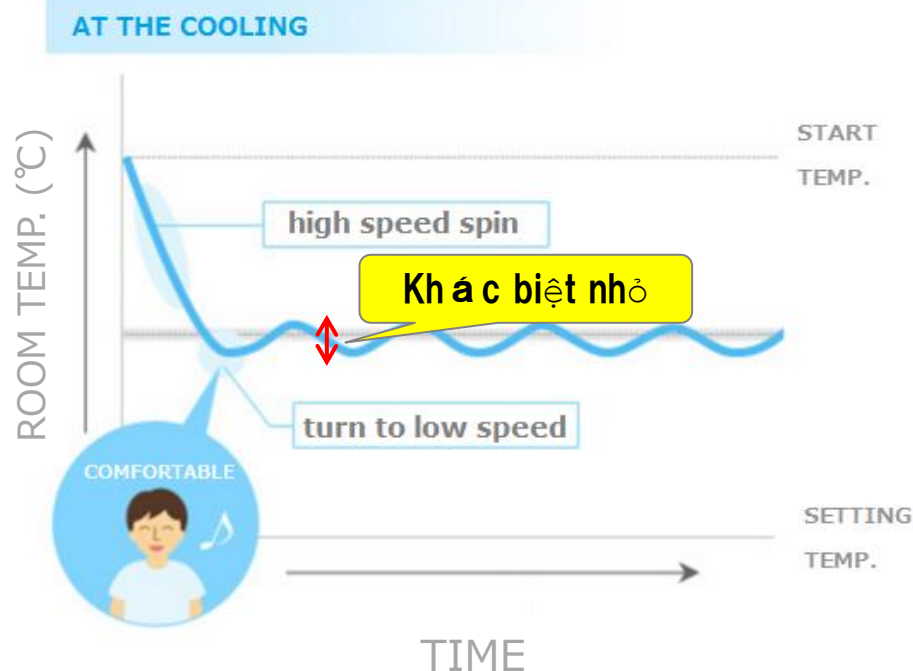 AT THE COOLING
ROOM TEMP. (℃)
START
TEMP.
high speed spin
Khác biệt nhỏ
turn to low speed
COMFORTABLE
SETTING
TEMP.
TIME